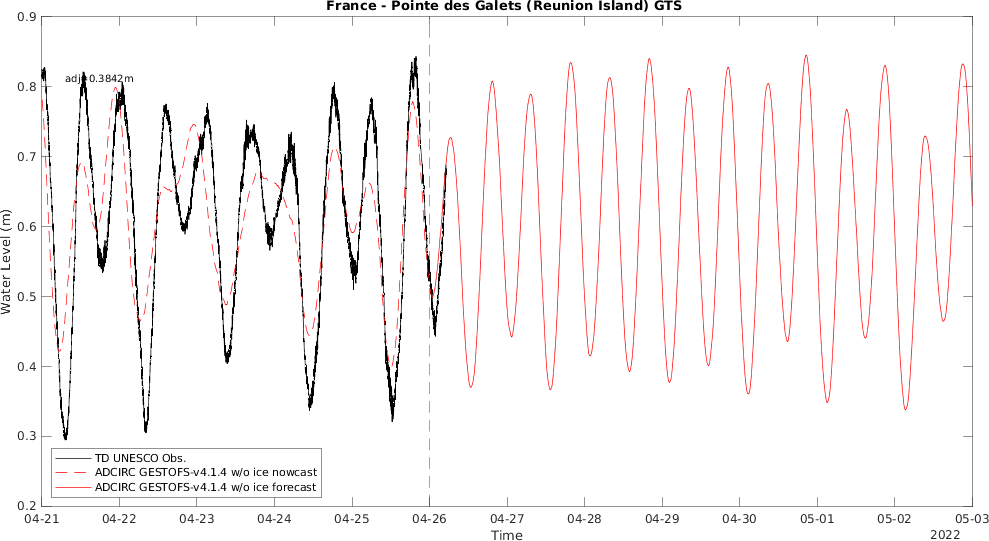 France - Pointe des Galets (Reunion Island) GTS
0.9
0.8
0.7
0.6
0.5
0.4
0.3
0.2
Water Level (m)
adj=0.3842m
TD UNESCO Obs.
ADCIRC GESTOFS-v4.1.4 w/o ice nowcast
ADCIRC GESTOFS-v4.1.4 w/o ice forecast
04-21 04-22 04-23 04-24 04-25 04-26 04-27 04-28 04-29 04-30 05-01 05-02 05-03
Time
2022